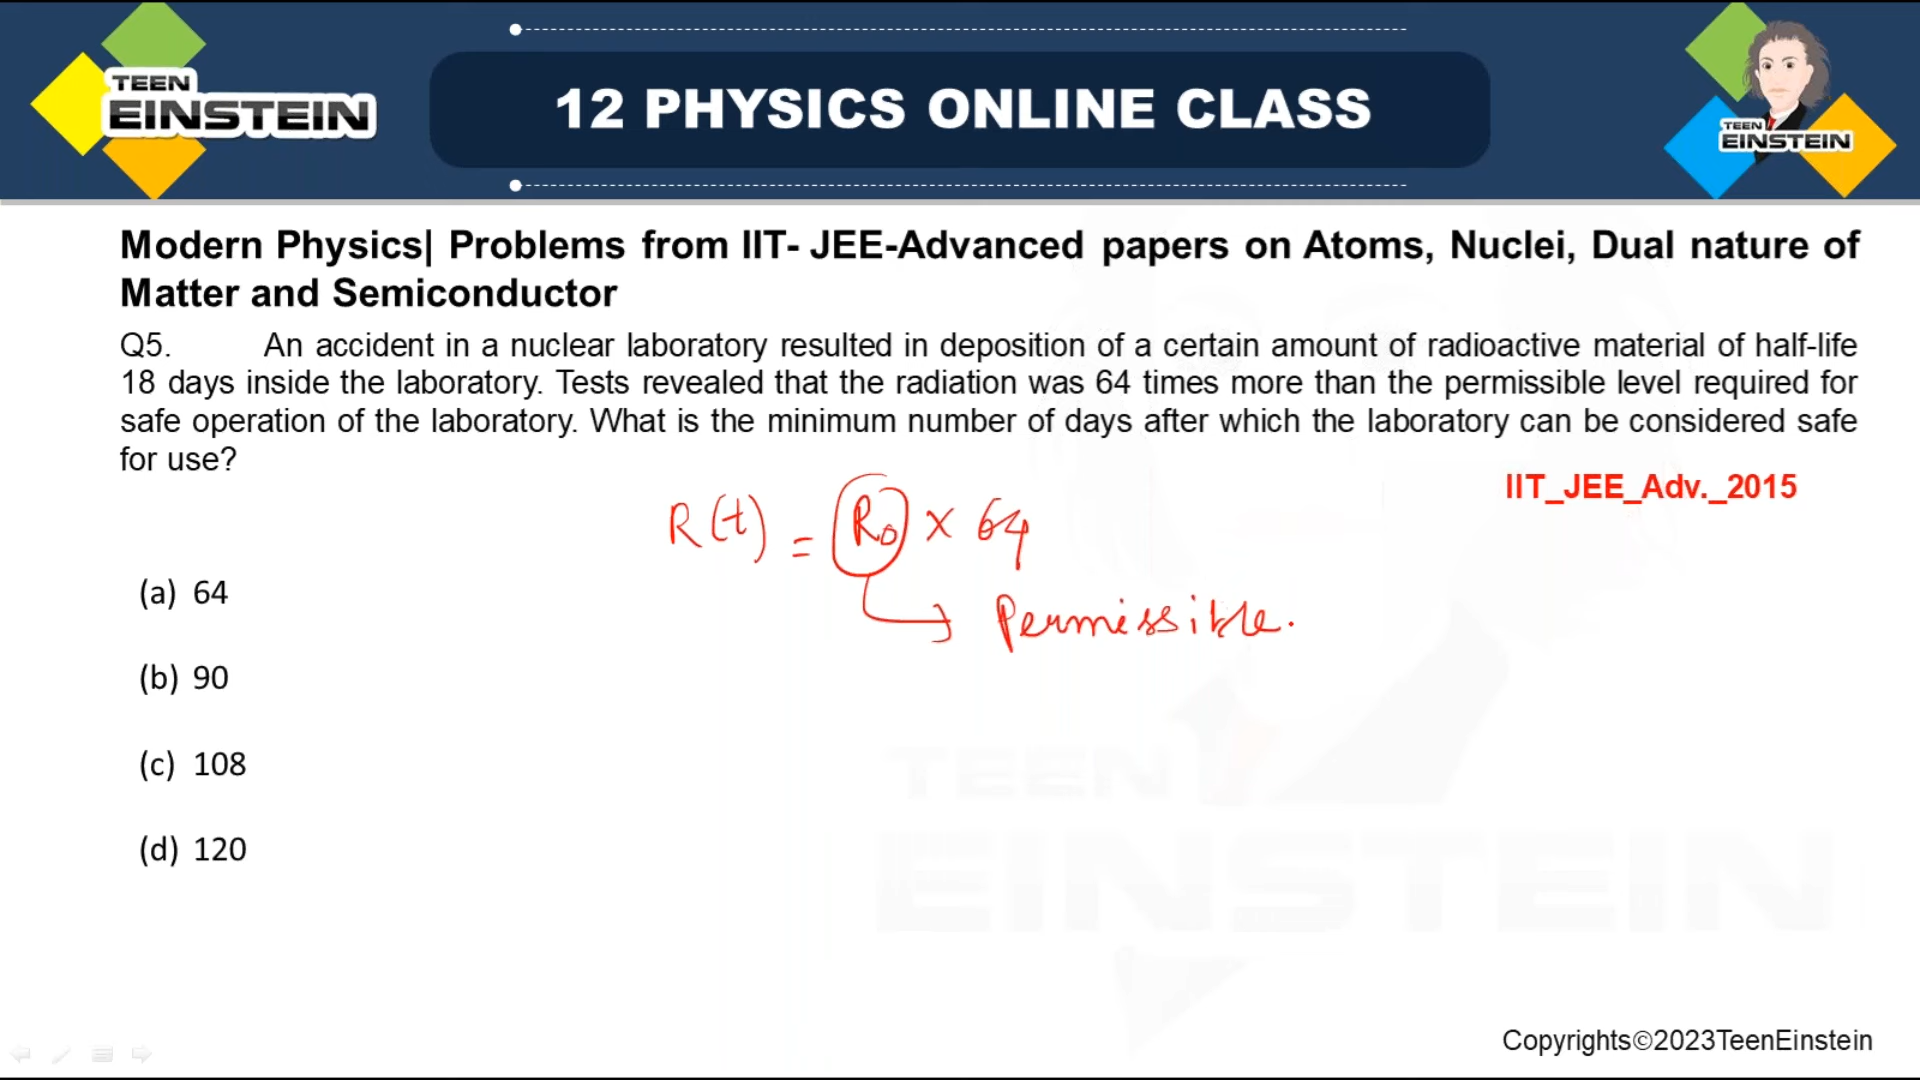 TEEN
EINSTEIN
12 PHYSICS ONLINE CLASS
TEEN
EINSTEIN
Modern Physics| Problems from IIT- JEE-Advanced papers on Atoms, Nuclei, Dual nature of
Matter and Semiconductor
Q5. An accident in a nuclear laboratory resulted in deposition of a certain amount of radioactive material of half-life
18 days inside the laboratory. Tests revealed that the radiation was 64 times more than the permissible level required for
safe operation of the laboratory. What is the minimum number of days after which the laboratory can be considered safe
for use?
IIT_JEE_Adv._2015
R(t) = R₀ × 64
Permissible.
(a) 64
(b) 90
(c) 108
(d) 120
TEEN
EINSTEIN
Copyrights©2023TeenEinstein